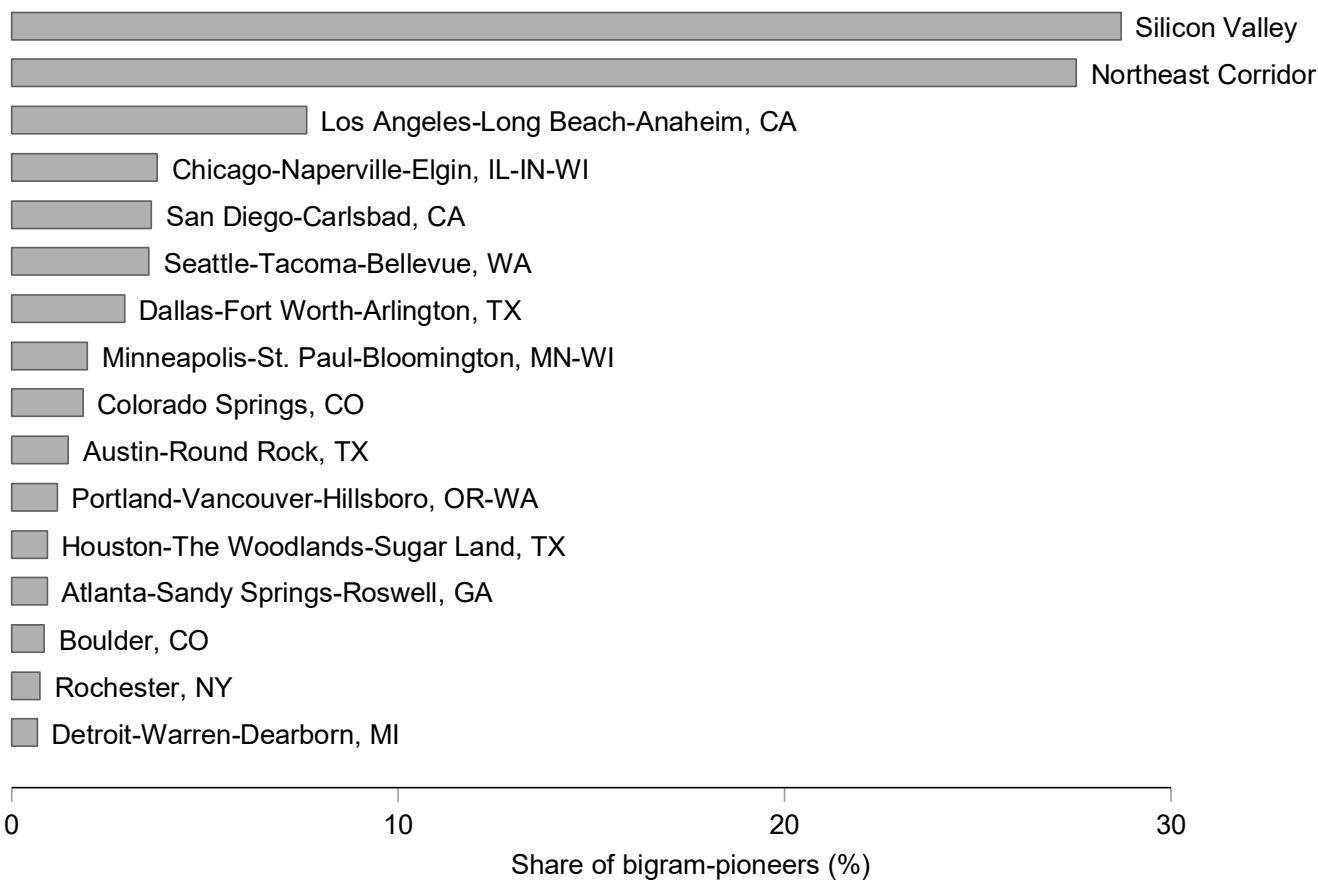 Silicon Valley
Northeast Corridor
Los Angeles-Long Beach-Anaheim, CA
Chicago-Naperville-Elgin, IL-IN-WI
San Diego-Carlsbad, CA
Seattle-Tacoma-Bellevue, WA
Dallas-Fort Worth-Arlington, TX
Minneapolis-St. Paul-Bloomington, MN-WI
Colorado Springs, CO
Austin-Round Rock, TX
Portland-Vancouver-Hillsboro, OR-WA
Houston-The Woodlands-Sugar Land, TX
Atlanta-Sandy Springs-Roswell, GA
Boulder, CO
Rochester, NY
Detroit-Warren-Dearborn, MI
0 10 20 30
Share of bigram-pioneers (%)